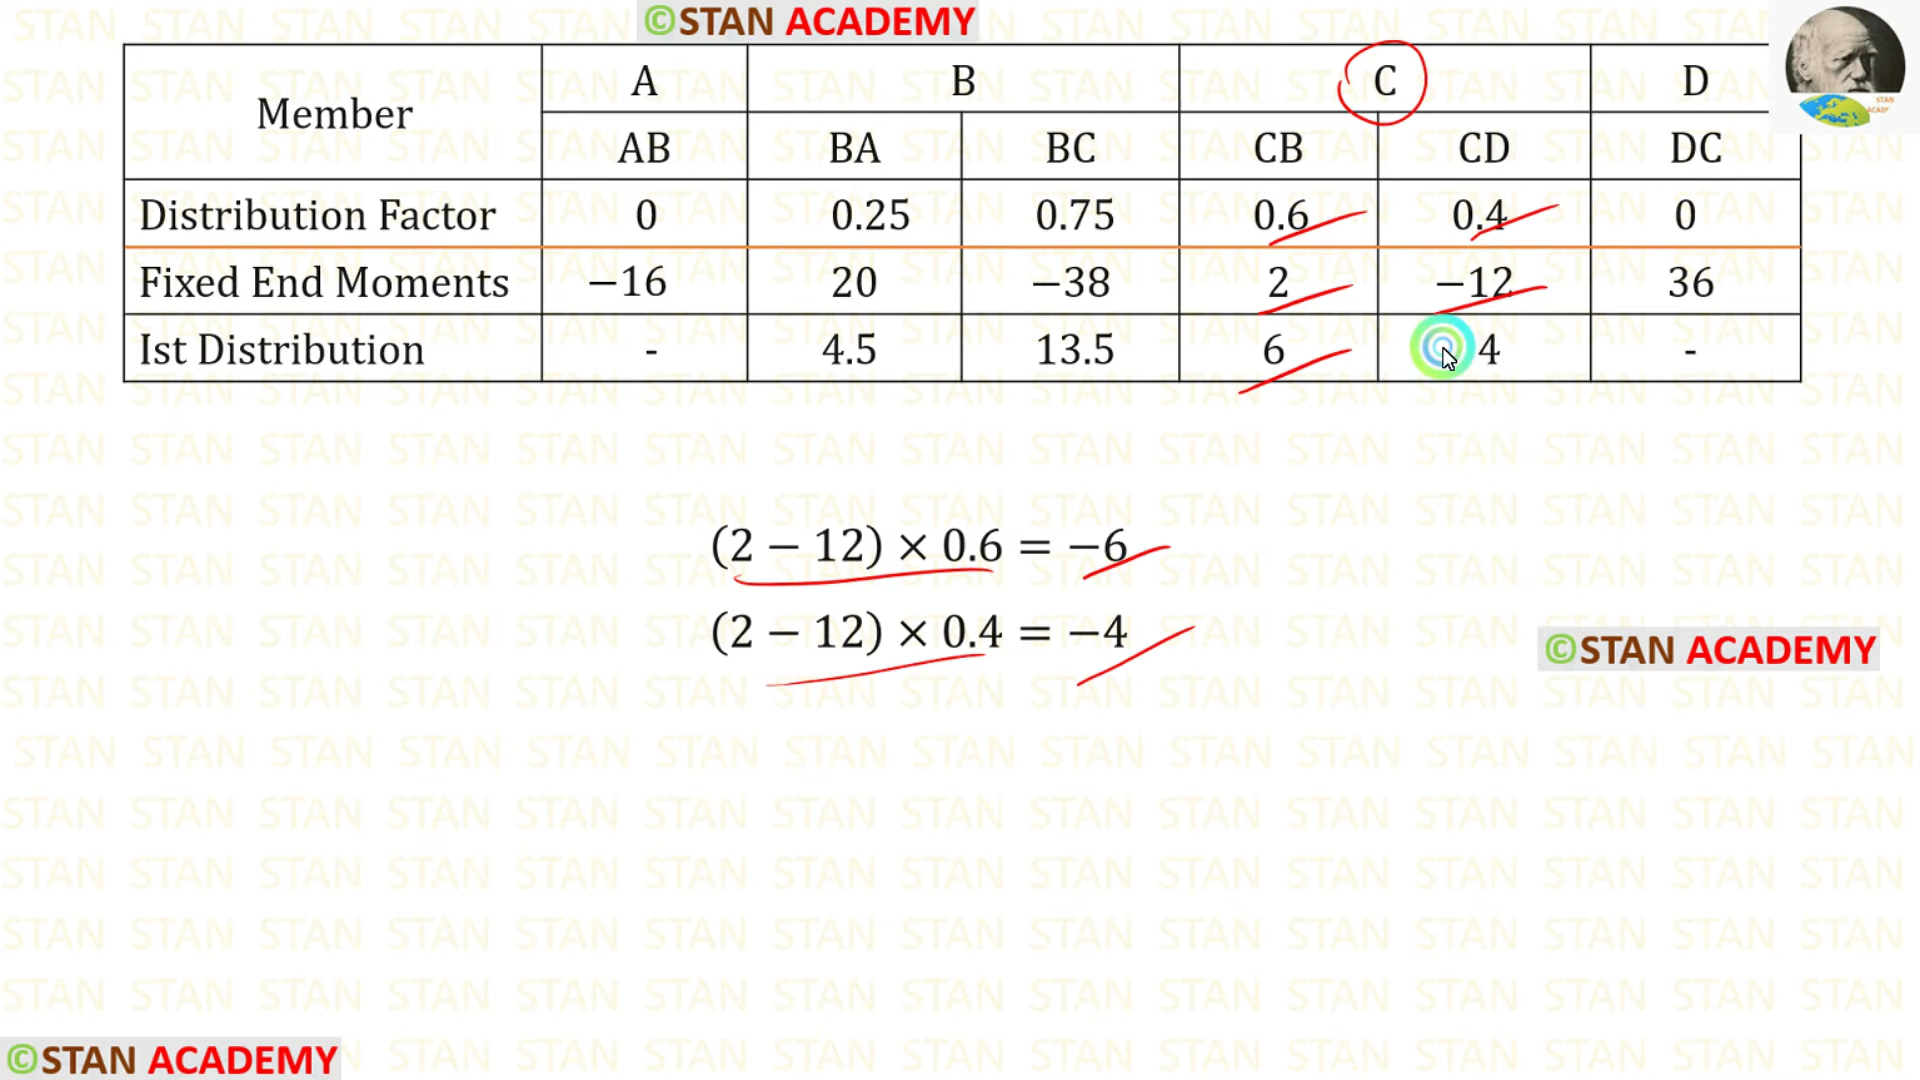 ©STAN ACADEMY
Member A B C D
AB BA BC CB CD DC
Distribution Factor 0 0.25 0.75 0.6 0.4 0
Fixed End Moments −16 20 −38 2 −12 36
Ist Distribution - 4.5 13.5 6 4 -
(2 − 12) × 0.6 = −6
(2 − 12) × 0.4 = −4
©STAN ACADEMY
©STAN ACADEMY